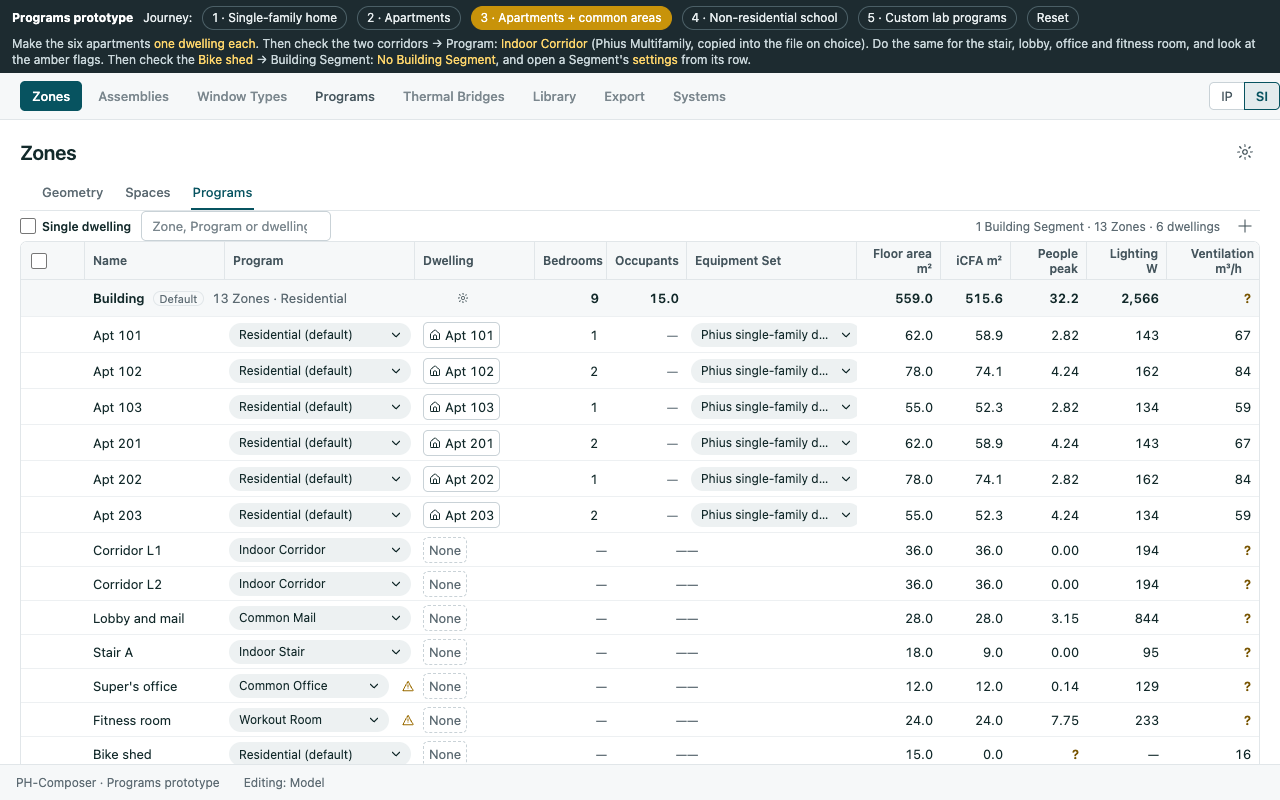 Programs prototype Journey: 1 · Single-family home 2 · Apartments 3 · Apartments + common areas 4 · Non-residential school 5 · Custom lab programs Reset
Make the six apartments one dwelling each. Then check the two corridors → Program: Indoor Corridor (Phius Multifamily, copied into the file on choice). Do the same for the stair, lobby, office and fitness room, and look at
the amber flags. Then check the Bike shed → Building Segment: No Building Segment, and open a Segment's settings from its row.
Zones Assemblies Window Types Programs Thermal Bridges Library Export Systems IP SI
Zones
Geometry Spaces Programs
Single dwelling Zone, Program or dwelling 1 Building Segment · 13 Zones · 6 dwellings
Name Program Dwelling Bedrooms Occupants Equipment Set Floor area m² iCFA m² People peak Lighting W Ventilation m³/h
Building Default 13 Zones · Residential 9 15.0 559.0 515.6 32.2 2,566 ?
Apt 101 Residential (default) Apt 101 1 — Phius single-family d... 62.0 58.9 2.82 143 67
Apt 102 Residential (default) Apt 102 2 — Phius single-family d... 78.0 74.1 4.24 162 84
Apt 103 Residential (default) Apt 103 1 — Phius single-family d... 55.0 52.3 2.82 134 59
Apt 201 Residential (default) Apt 201 2 — Phius single-family d... 62.0 58.9 4.24 143 67
Apt 202 Residential (default) Apt 202 1 — Phius single-family d... 78.0 74.1 2.82 162 84
Apt 203 Residential (default) Apt 203 2 — Phius single-family d... 55.0 52.3 4.24 134 59
Corridor L1 Indoor Corridor None — —— 36.0 36.0 0.00 194 ?
Corridor L2 Indoor Corridor None — —— 36.0 36.0 0.00 194 ?
Lobby and mail Common Mail None — —— 28.0 28.0 3.15 844 ?
Stair A Indoor Stair None — —— 18.0 9.0 0.00 95 ?
Super's office Common Office None — —— 12.0 12.0 0.14 129 ?
Fitness room Workout Room None — —— 24.0 24.0 7.75 233 ?
Bike shed Residential (default) None — —— 15.0 0.0 ? — 16
PH-Composer · Programs prototype Editing: Model